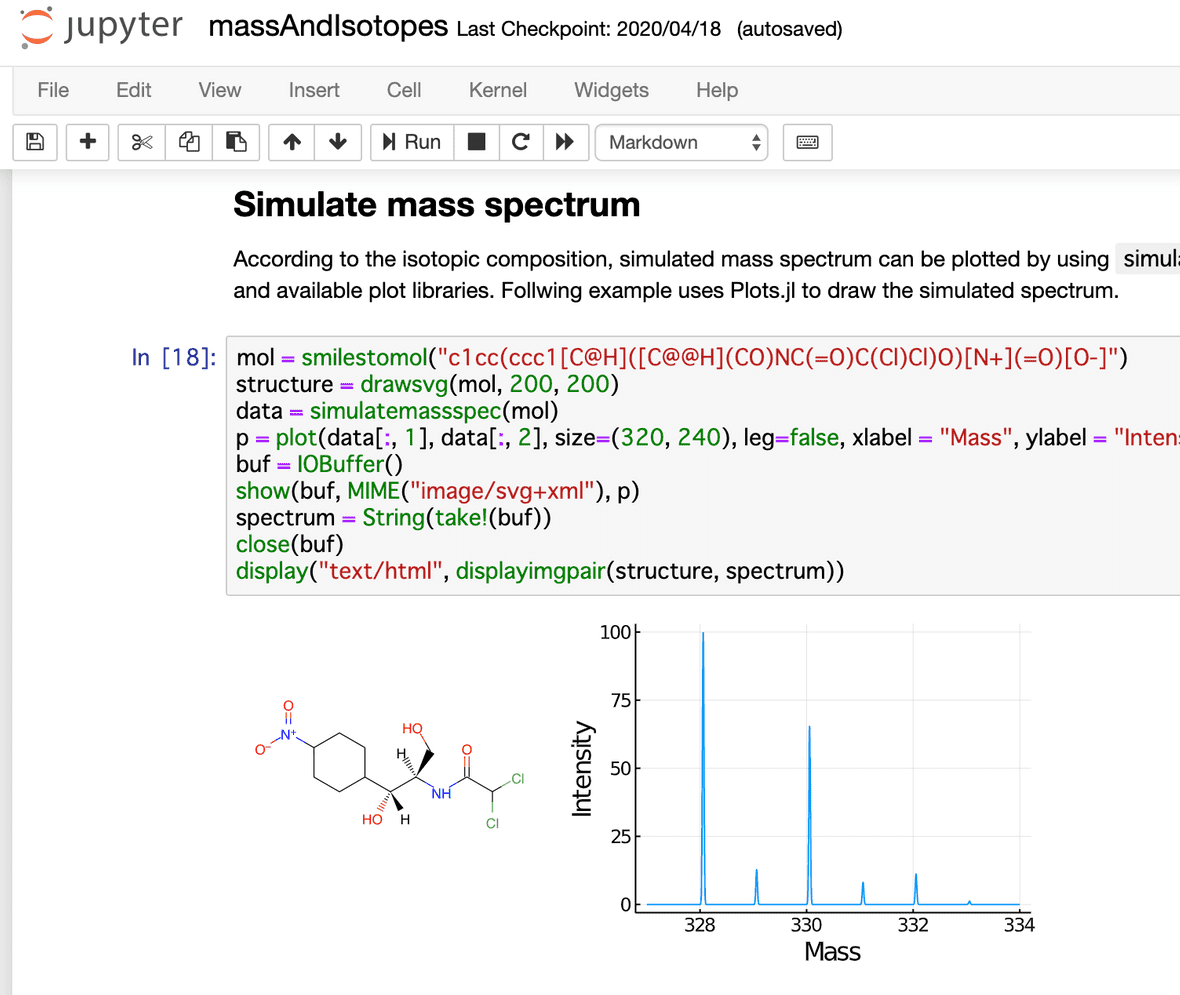 jupyter massAndIsotopes Last Checkpoint: 2020/04/18 (autosaved)
File Edit View Insert Cell Kernel Widgets Help
Run Markdown
Simulate mass spectrum
According to the isotopic composition, simulated mass spectrum can be plotted by using
and available plot libraries. Follwing example uses Plots.jl to draw the simulated spectrum.
In [18]:
mol = smilestomol("c1cc(ccc1[C@H]([C@@H](CO)NC(=O)C(Cl)Cl)O)[N+](=O)[O-]")
structure = drawsvg(mol, 200, 200)
data = simulatemassspec(mol)
p = plot(data[:, 1], data[:, 2], size=(320, 240), leg=false, xlabel = "Mass", ylabel = "Inten
buf = IOBuffer()
show(buf, MIME("image/svg+xml"), p)
spectrum = String(take!(buf))
close(buf)
display("text/html", displayimgpair(structure, spectrum))
O
N+
O-
HO
H
O
Cl
NH
HO
H
Cl
100
75
50
25
0
Intensity
328 330 332 334
Mass